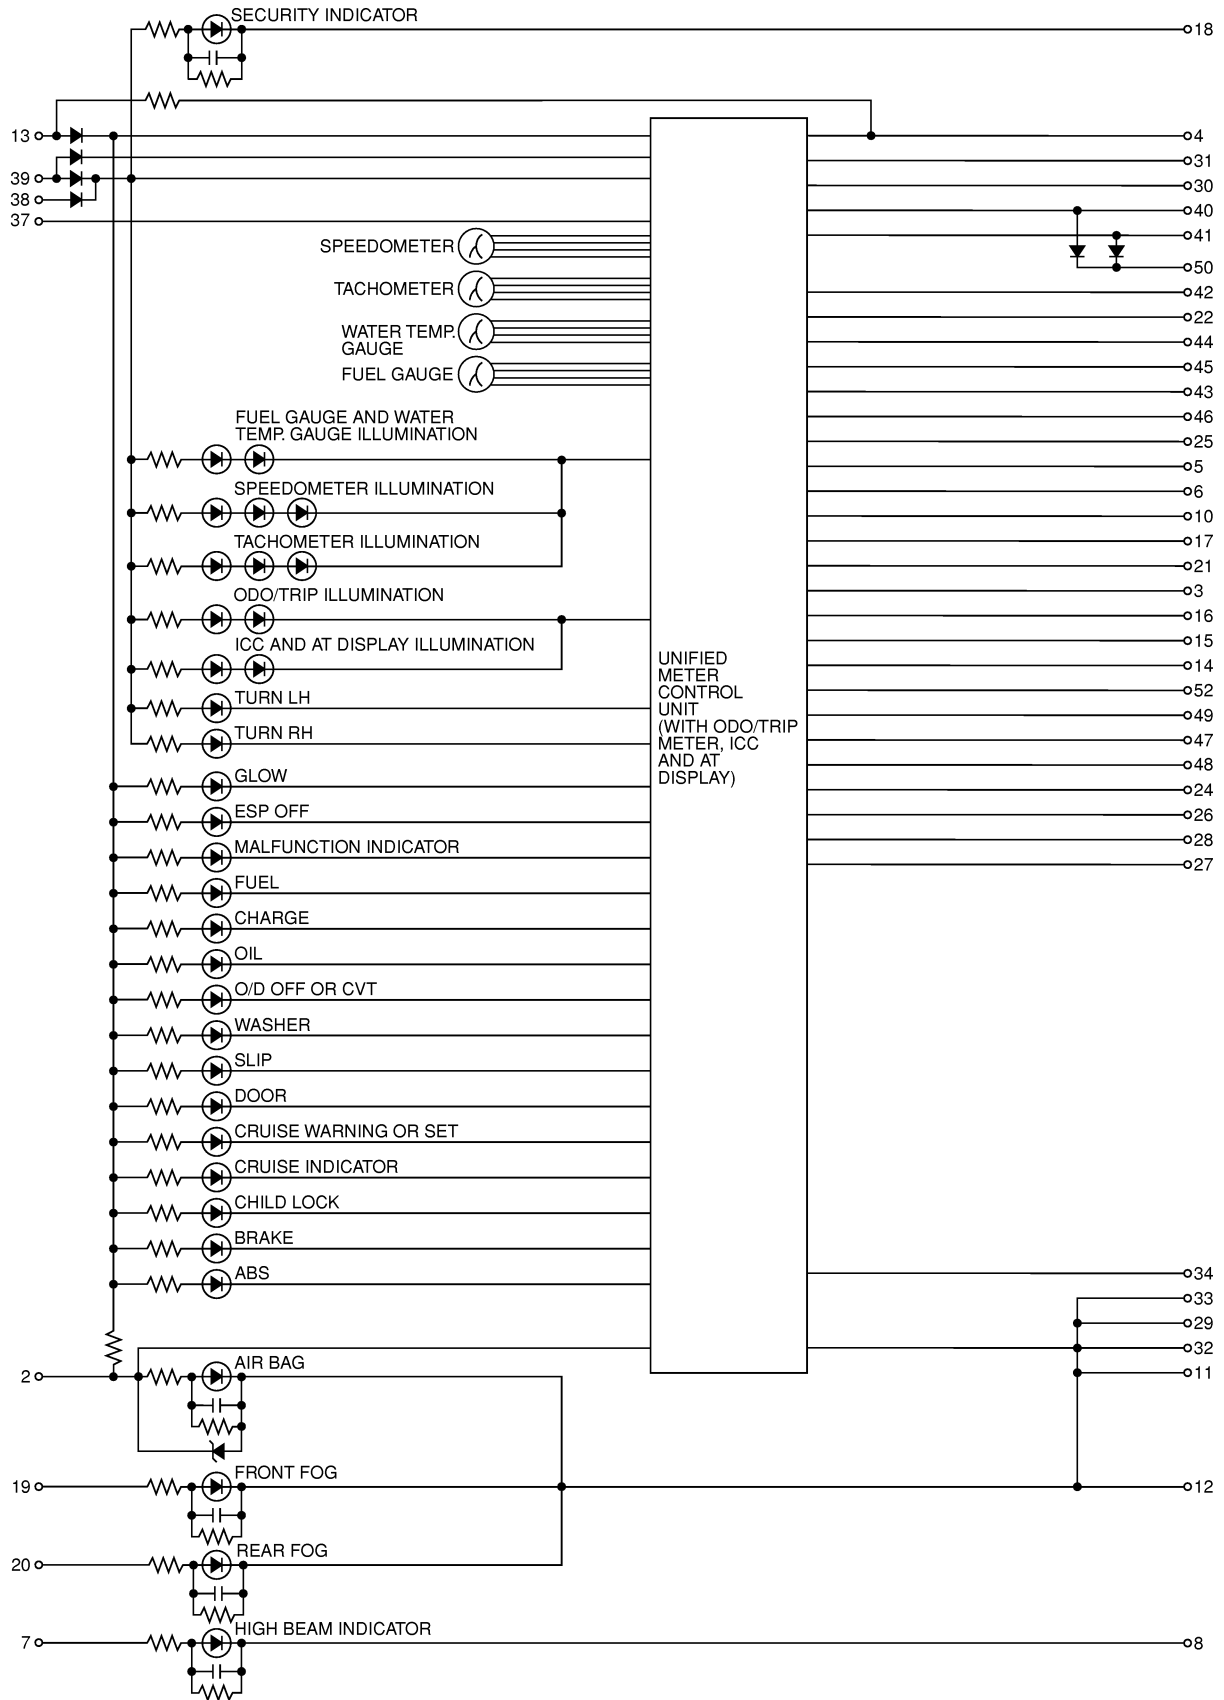 SECURITY INDICATOR
18
13
4
31
39
30
38
40
37
41
SPEEDOMETER
50
TACHOMETER
42
22
WATER TEMP.
GAUGE
44
FUEL GAUGE
45
43
FUEL GAUGE AND WATER
TEMP. GAUGE ILLUMINATION
46
25
5
SPEEDOMETER ILLUMINATION
6
10
TACHOMETER ILLUMINATION
17
21
ODO/TRIP ILLUMINATION
3
16
ICC AND AT DISPLAY ILLUMINATION
15
UNIFIED
METER
CONTROL
UNIT
(WITH ODO/TRIP
METER, ICC
AND AT
DISPLAY)
14
52
TURN LH
49
TURN RH
47
48
GLOW
24
ESP OFF
26
MALFUNCTION INDICATOR
28
27
FUEL
CHARGE
OIL
O/D OFF OR CVT
WASHER
SLIP
DOOR
CRUISE WARNING OR SET
CRUISE INDICATOR
CHILD LOCK
BRAKE
ABS
34
33
29
32
2
AIR BAG
11
19
FRONT FOG
12
20
REAR FOG
7
HIGH BEAM INDICATOR
8